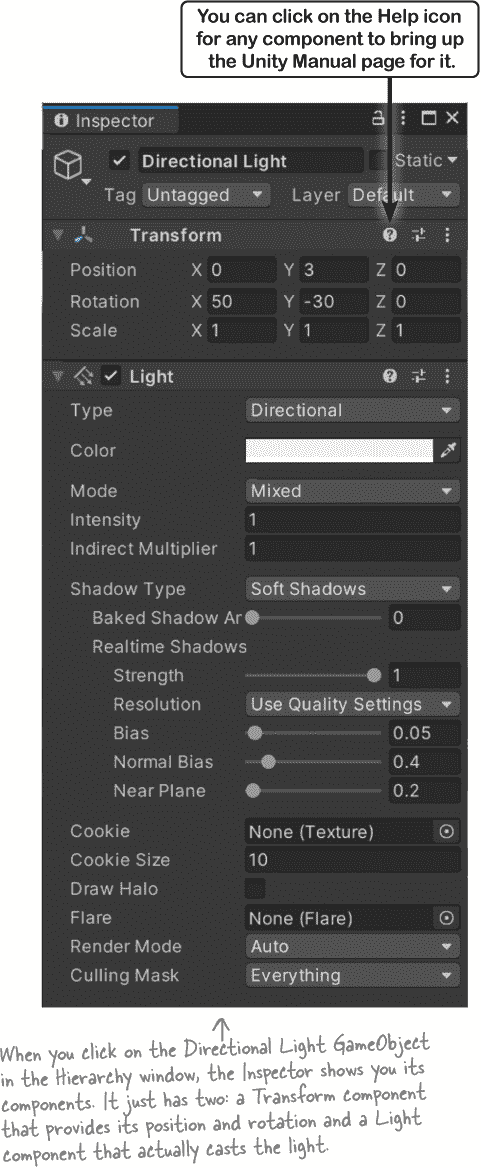 You can click on the Help icon
for any component to bring up
the Unity Manual page for it.
Inspector
Directional Light Static
Tag Untagged Layer Default
Transform
Position X 0 Y 3 Z 0
Rotation X 50 Y -30 Z 0
Scale X 1 Y 1 Z 1
Light
Type Directional
Color
Mode Mixed
Intensity 1
Indirect Multiplier 1
Shadow Type Soft Shadows
Baked Shadow Ar 0
Realtime Shadows
Strength 1
Resolution Use Quality Settings
Bias 0.05
Normal Bias 0.4
Near Plane 0.2
Cookie None (Texture)
Cookie Size 10
Draw Halo
Flare None (Flare)
Render Mode Auto
Culling Mask Everything
When you click on the Directional Light GameObject
in the Hierarchy window, the Inspector shows you its
components. It just has two: a Transform component
that provides its position and rotation and a Light
component that actually casts the light.